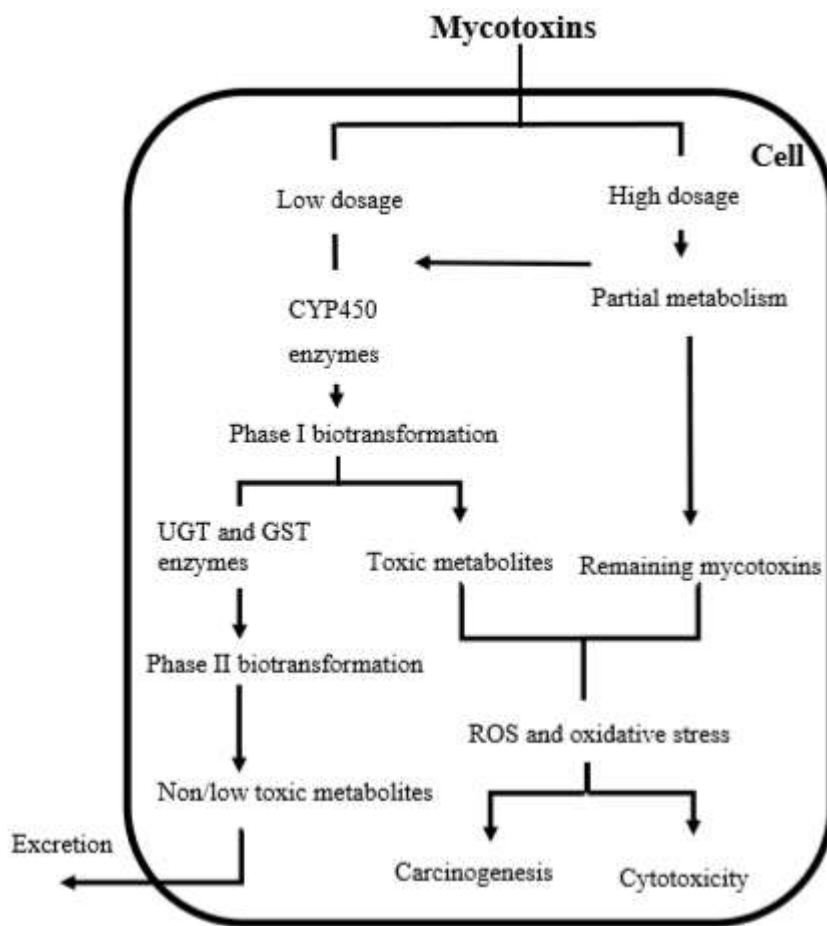 Mycotoxins
Cell
Low dosage
High dosage
Partial metabolism
CYP450
enzymes
Phase I biotransformation
UGT and GST
enzymes
Toxic metabolites
Remaining mycotoxins
Phase II biotransformation
ROS and oxidative stress
Non/low toxic metabolites
Excretion
Carcinogenesis
Cytotoxicity